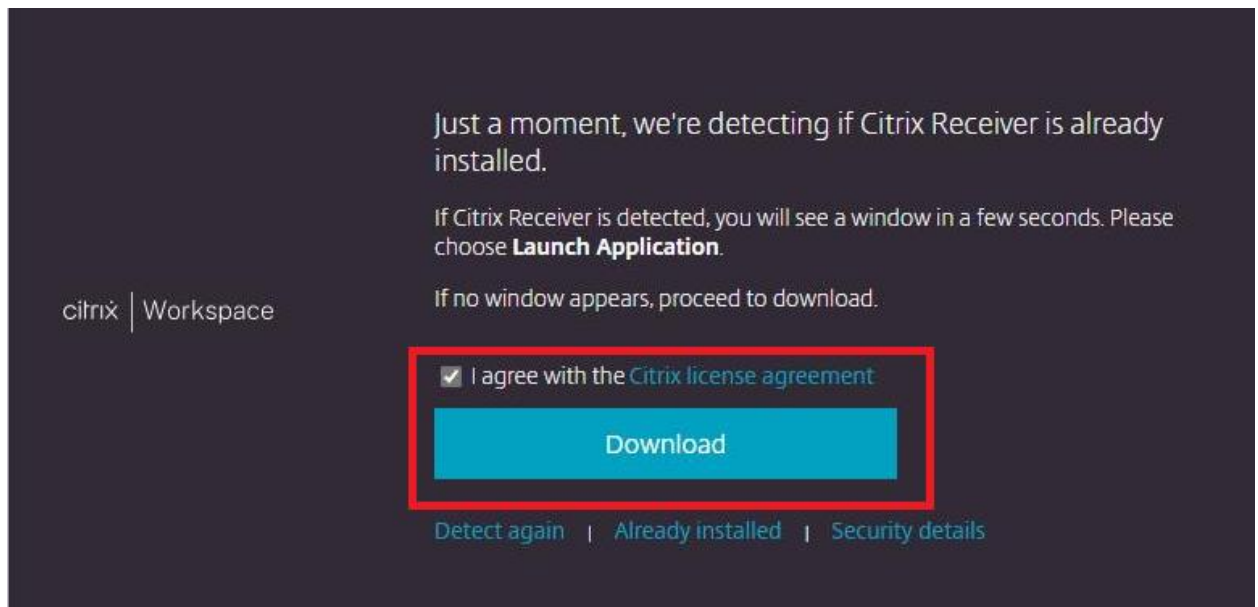 Just a moment, we're detecting if Citrix Receiver is already
installed.
If Citrix Receiver is detected, you will see a window in a few seconds. Please
choose Launch Application.
If no window appears, proceed to download.
citrix | Workspace
I agree with the Citrix license agreement
Download
Detect again | Already installed | Security details